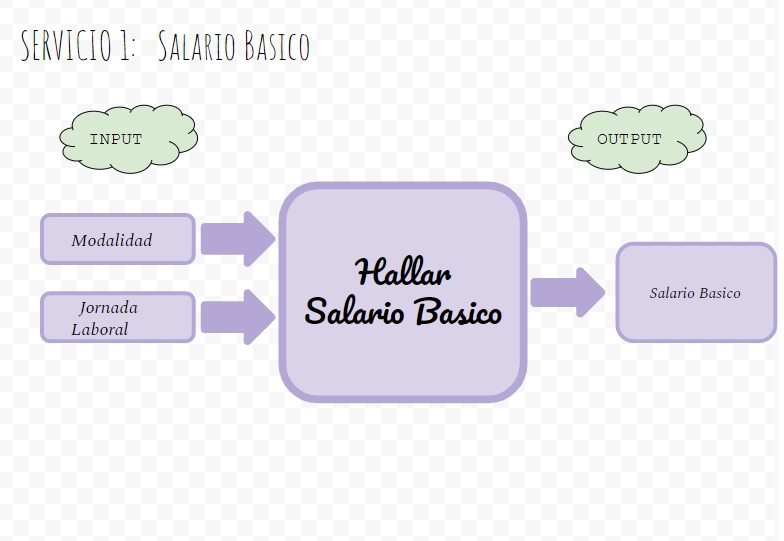 SERVICIO 1: SALARIO BASICO
INPUT
OUTPUT
Modalidad
Jornada
Laboral
Hallar
Salario Basico
Salario Basico